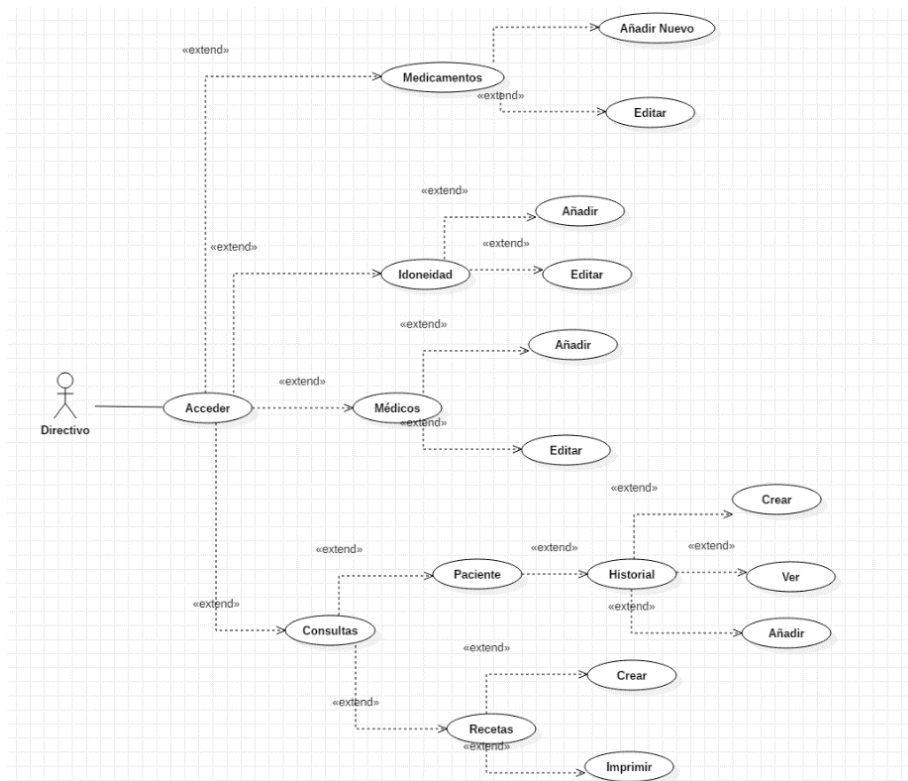 Añadir Nuevo
«extend»
Medicamentos
«extend»
Editar
«extend»
Añadir
«extend»
«extend»
Idoneidad
Editar
«extend»
Añadir
«extend»
Acceder
Médicos
«extend»
Directivo
Editar
«extend»
Crear
«extend»
«extend»
«extend»
Paciente
Historial
Ver
«extend»
«extend»
Consultas
Añadir
«extend»
Crear
«extend»
Recetas
«extend»
Imprimir